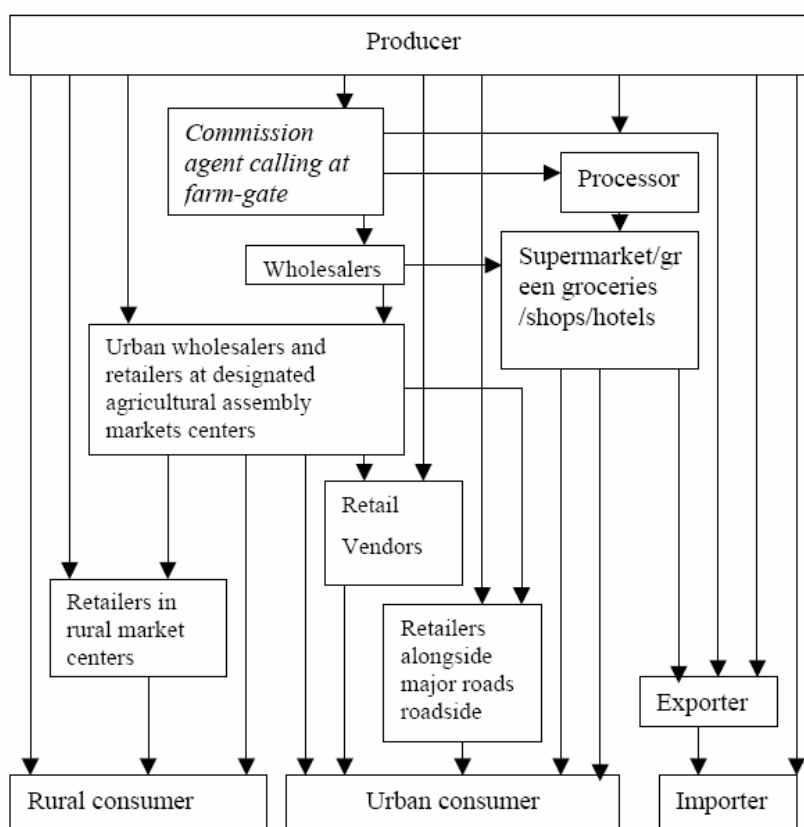 Producer
Commission
agent calling at
farm-gate
Processor
Wholesalers
Supermarket/gr
een groceries
/shops/hotels
Urban wholesalers and
retailers at designated
agricultural assembly
markets centers
Retail
Vendors
Retailers in
rural market
centers
Retailers
alongside
major roads
roadside
Exporter
Rural consumer
Urban consumer
Importer